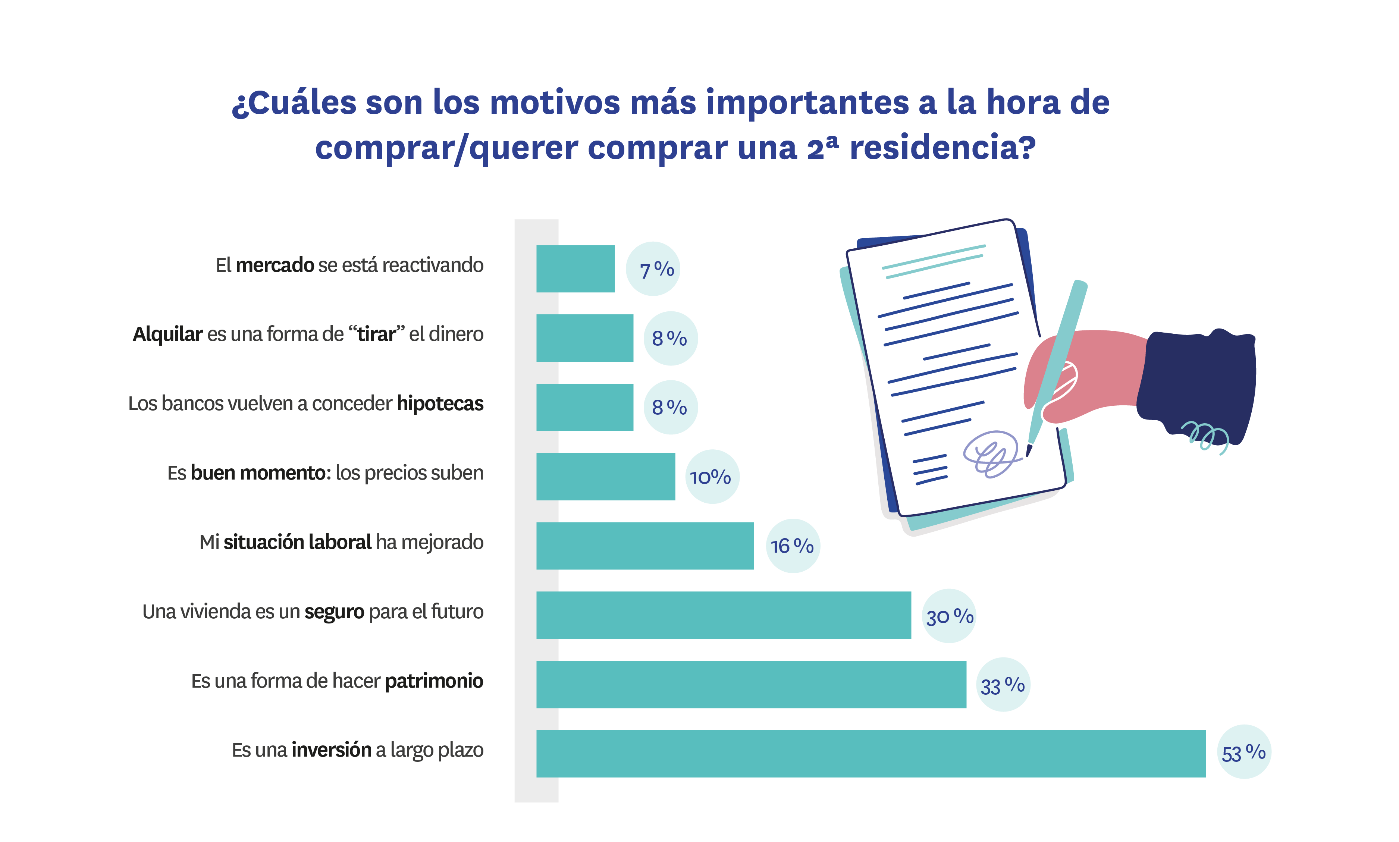 ¿Cuáles son los motivos más importantes a la hora de
comprar/querer comprar una 2ª residencia?
El mercado se está reactivando
7 %
Alquilar es una forma de “tirar” el dinero
8 %
Los bancos vuelven a conceder hipotecas
8 %
Es buen momento: los precios suben
10%
Mi situación laboral ha mejorado
16 %
Una vivienda es un seguro para el futuro
30 %
Es una forma de hacer patrimonio
33 %
Es una inversión a largo plazo
53 %